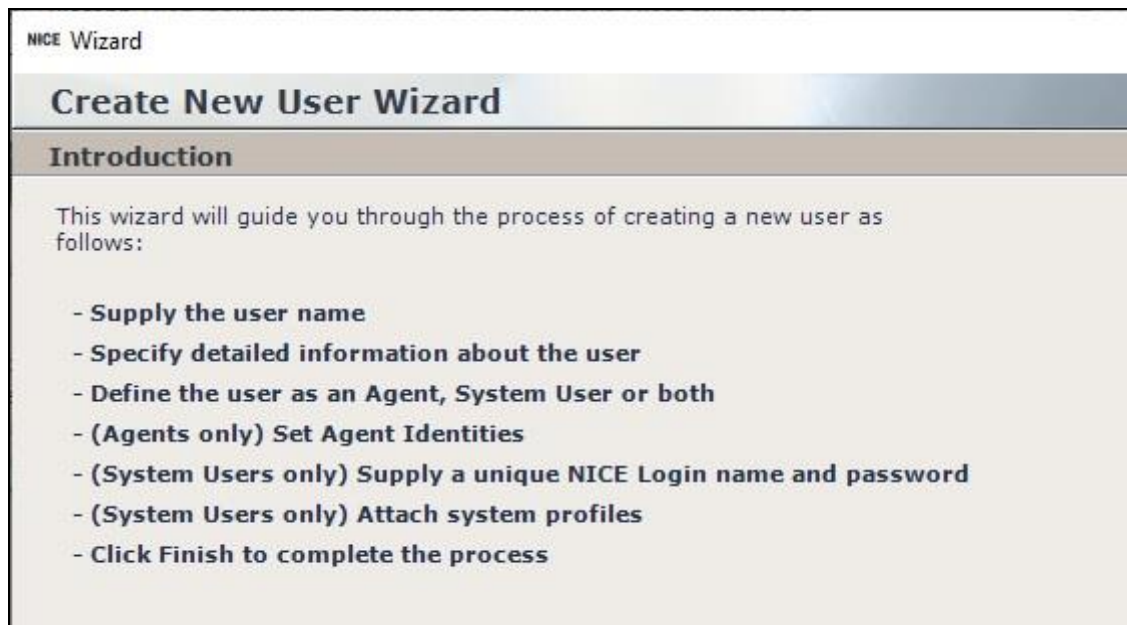 NICE Wizard
Create New User Wizard
Introduction
This wizard will guide you through the process of creating a new user as
follows:
- Supply the user name
- Specify detailed information about the user
- Define the user as an Agent, System User or both
- (Agents only) Set Agent Identities
- (System Users only) Supply a unique NICE Login name and password
- (System Users only) Attach system profiles
- Click Finish to complete the process